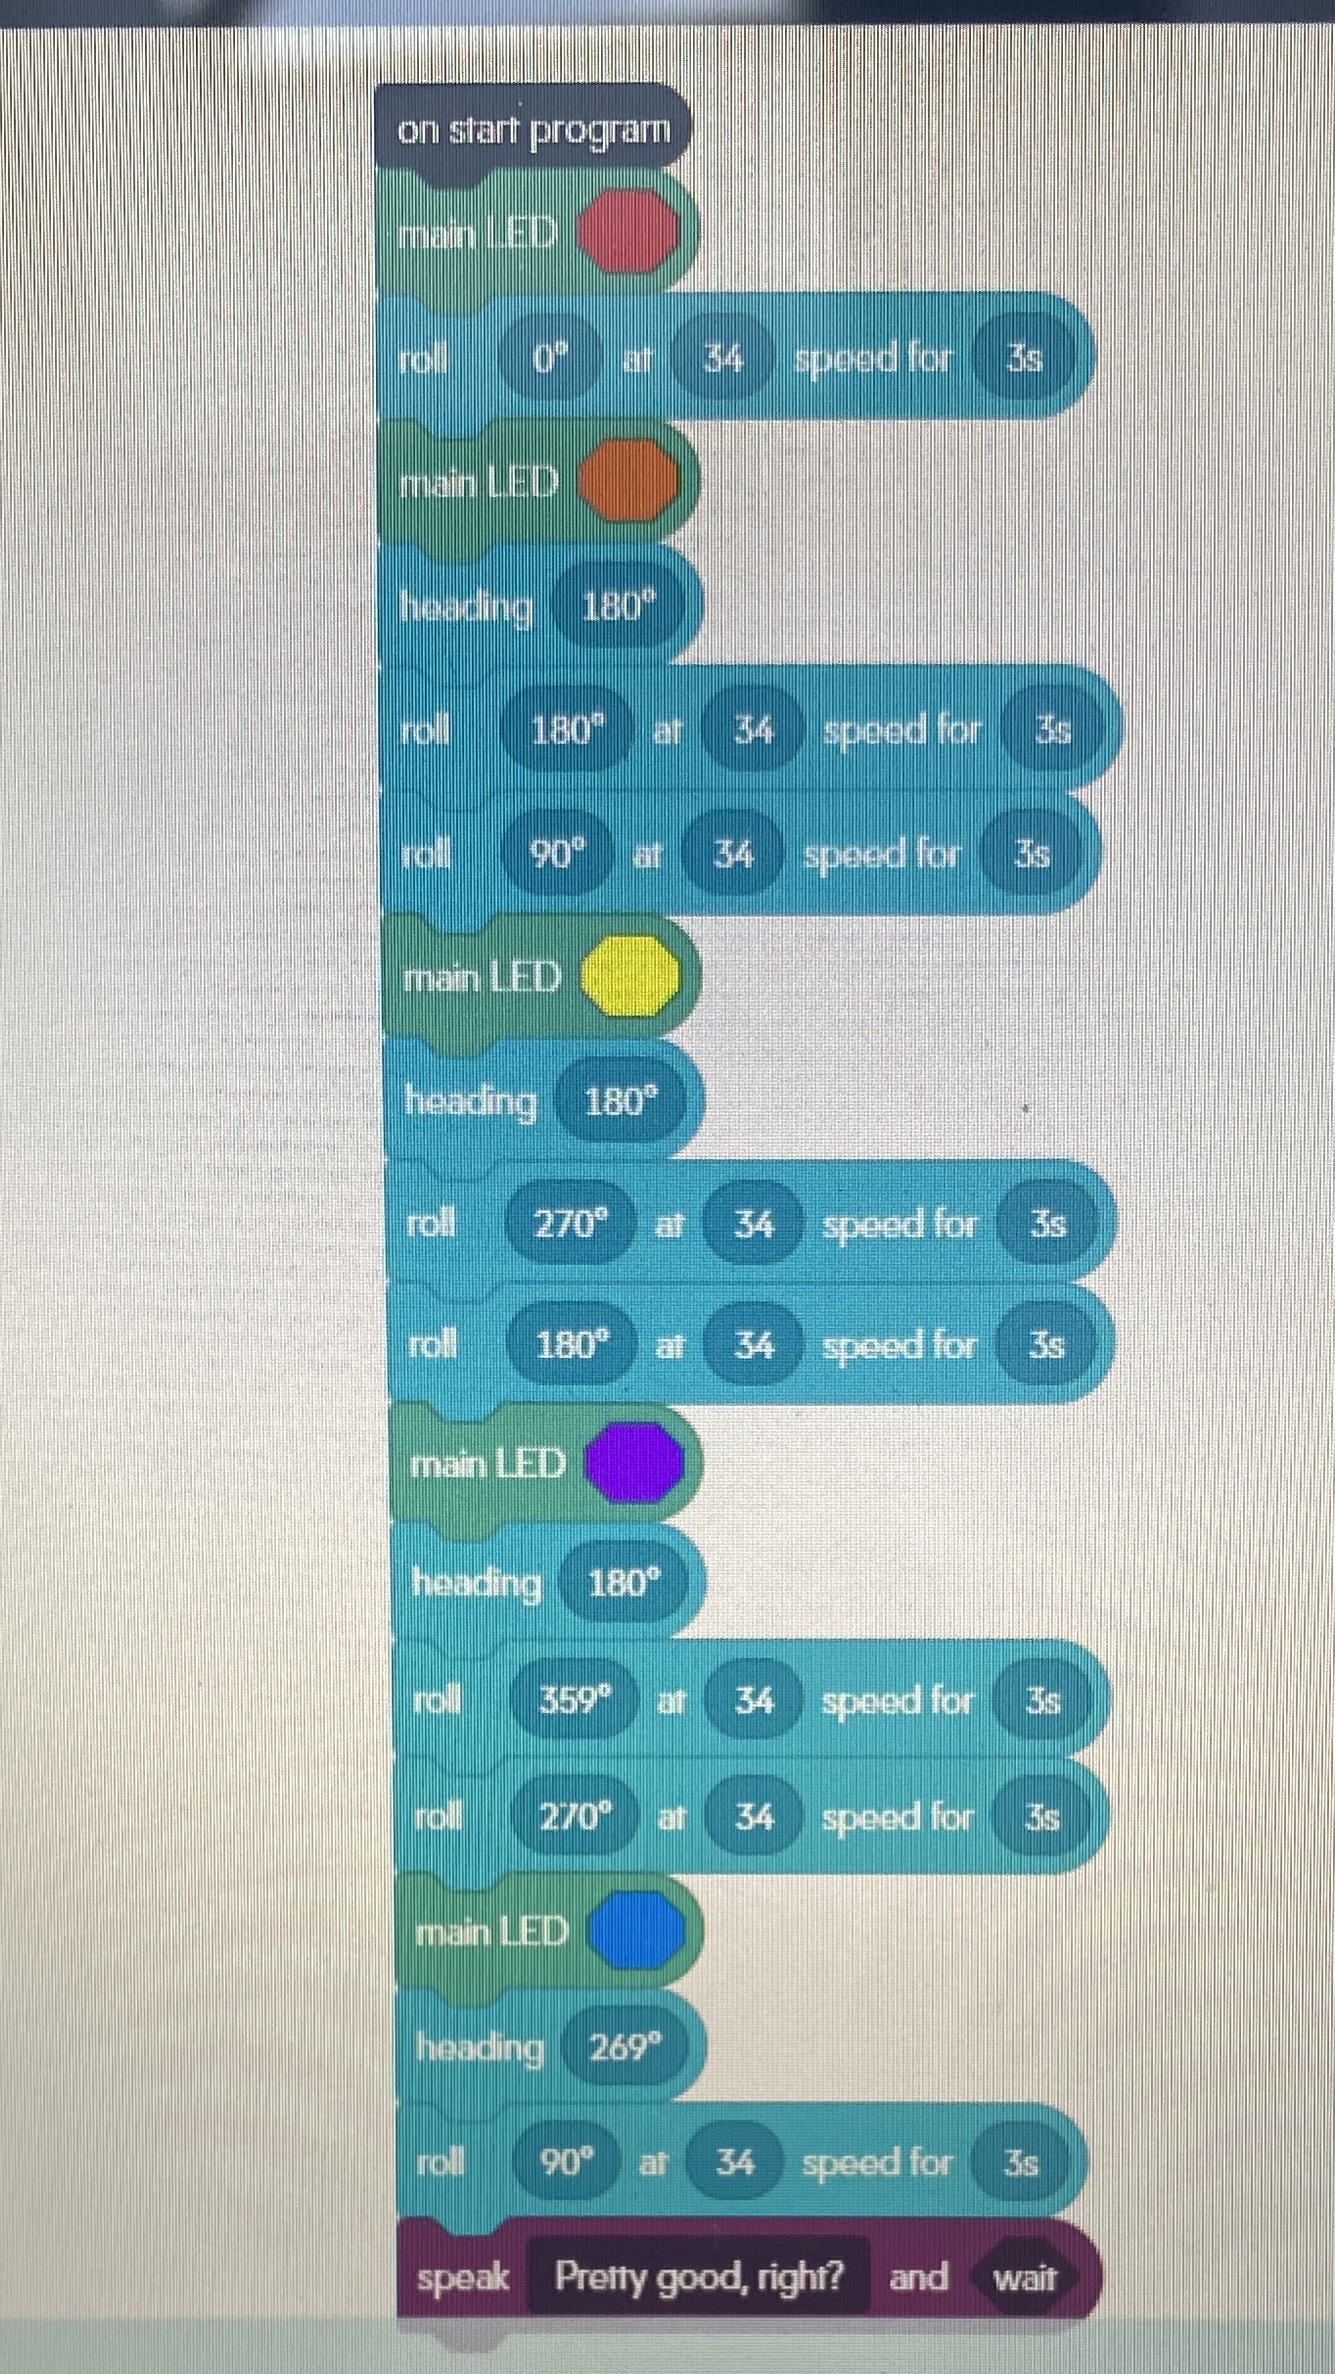 on start program
main LED
roll 0° at 34 speed for 3s
main LED
heading 180°
roll 180° at 34 speed for 3s
roll 90° at 34 speed for 3s
main LED
heading 180°
roll 270° at 34 speed for 3s
roll 180° at 34 speed for 3s
main LED
heading 180°
roll 359° at 34 speed for 3s
roll 270° at 34 speed for 3s
main LED
heading 269°
roll 90° at 34 speed for 3s
speak Pretty good, right? and wait